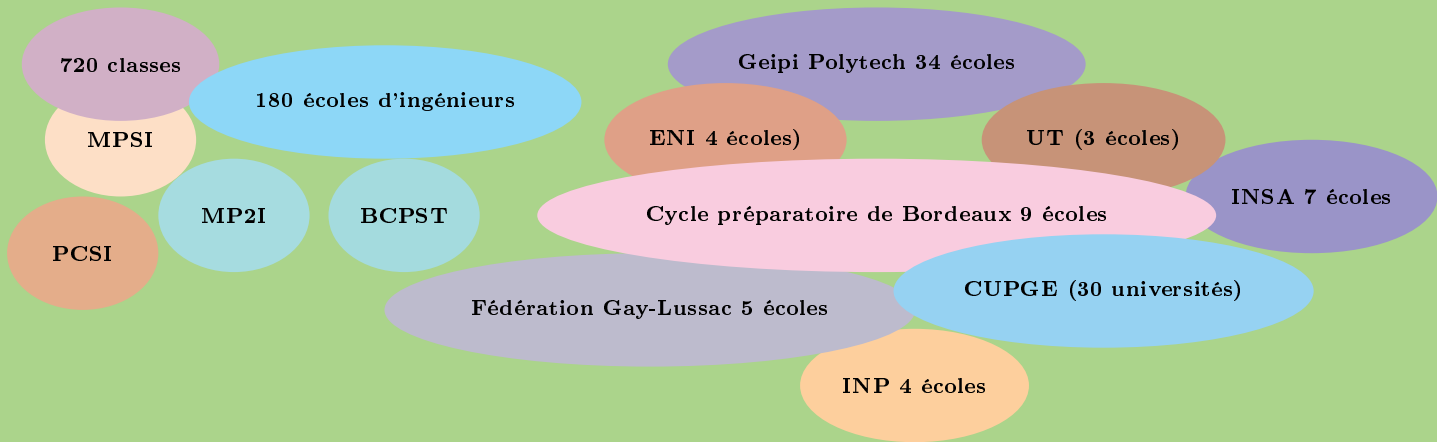 720 classes
Geipi Polytech 34 écoles
180 écoles d'ingénieurs
MPSI
ENI 4 écoles)
UT (3 écoles)
INSA 7 écoles
MP2I
BCPST
Cycle préparatoire de Bordeaux 9 écoles
PCSI
CUPGE (30 universités)
Fédération Gay-Lussac 5 écoles
INP 4 écoles